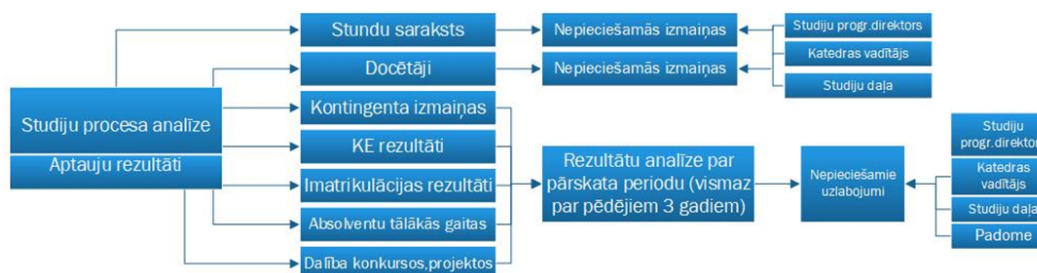 Studiju procesa analīze
Aptauju rezultāti
Stundu saraksts
Docētāji
Kontingenta izmaiņas
KE rezultāti
Imatrikulācijas rezultāti
Absolventu tālākās gaitas
Dalība konkursos,projektos
Nepieciešamās izmaiņas
Nepieciešamās izmaiņas
Studiju progr.direktors
Katedras vadītājs
Studiju daļa
Rezultātu analīze par
pārskata periodu (vismaz
par pēdējiem 3 gadiem)
Nepieciešamie
uzlabojumi
Studiju
progr.direktor
Katedras
vadītājs
Studiju daļa
Padome